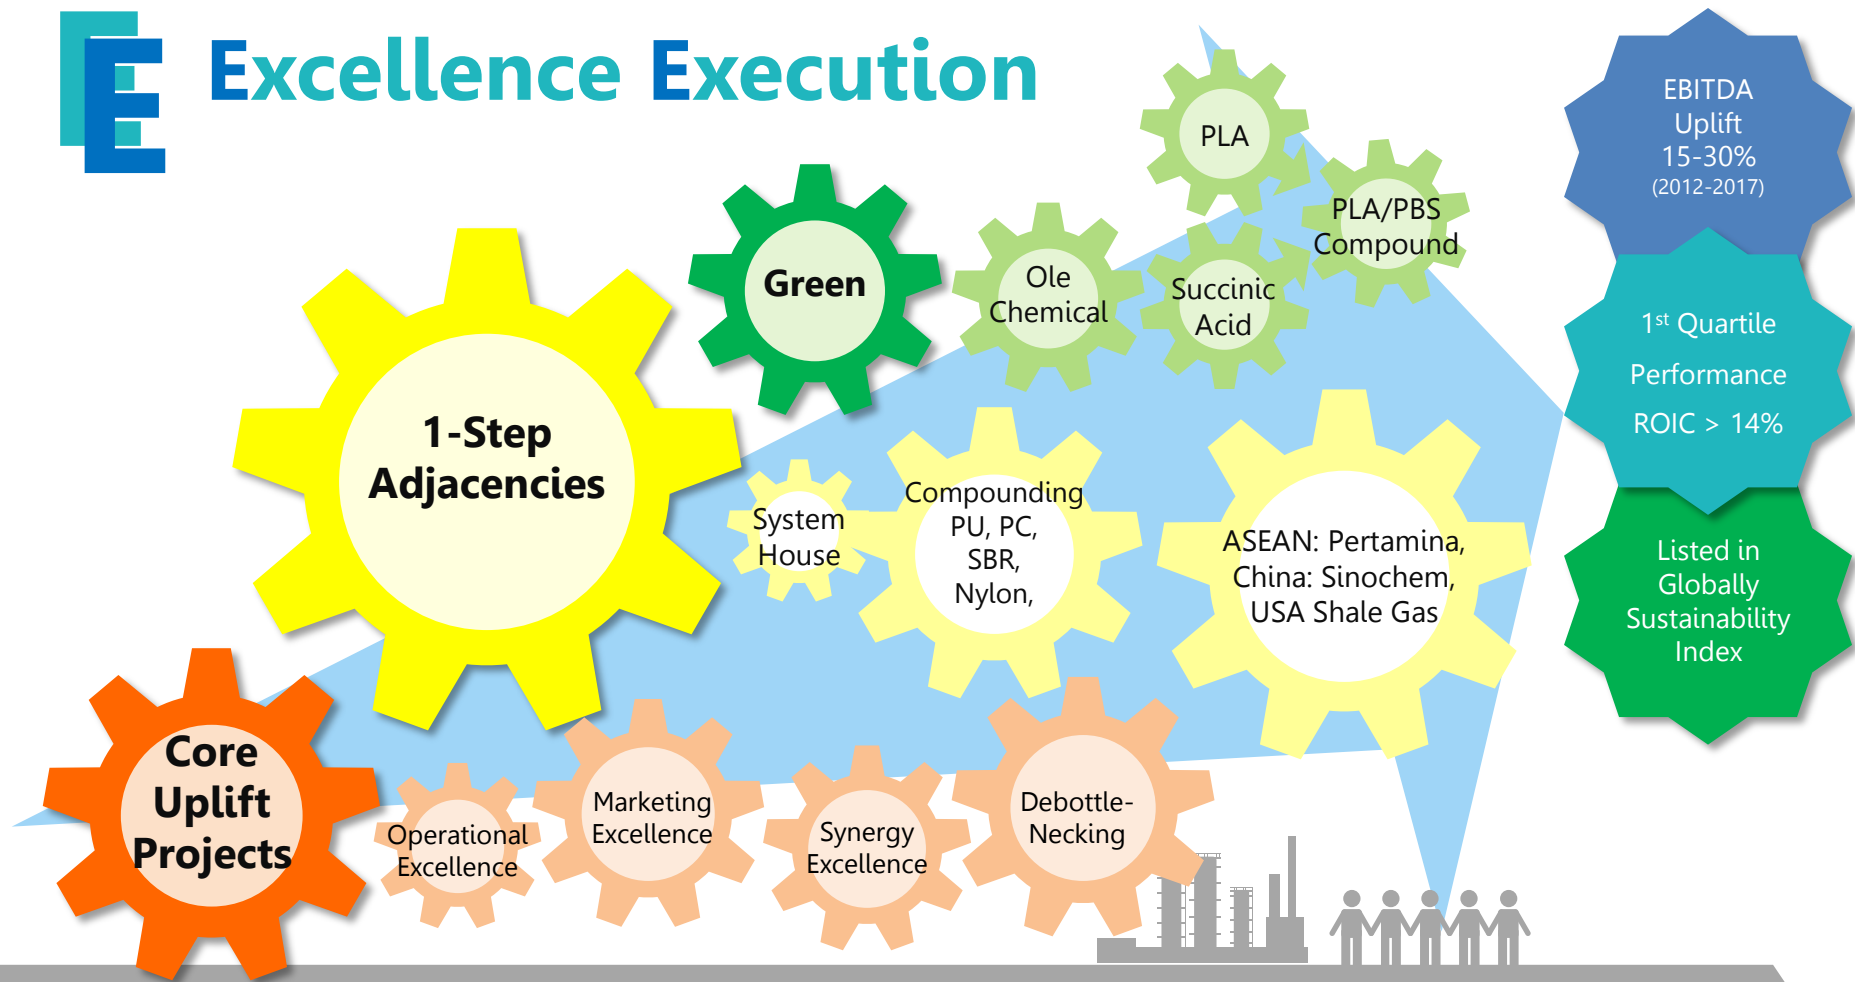 EE
Excellence Execution
PLA
PLA/PBS
Compound
Green
Ole
Chemical
Succinic
Acid
1-Step
Adjacencies
System
House
Compounding
PU, PC,
SBR,
Nylon,
ASEAN: Pertamina,
China: Sinochem,
USA Shale Gas
Core
Uplift
Projects
Operational
Excellence
Marketing
Excellence
Synergy
Excellence
Debottle-
Necking
EBITDA
Uplift
15-30%
(2012-2017)
1st Quartile
Performance
ROIC > 14%
Listed in
Globally
Sustainability
Index